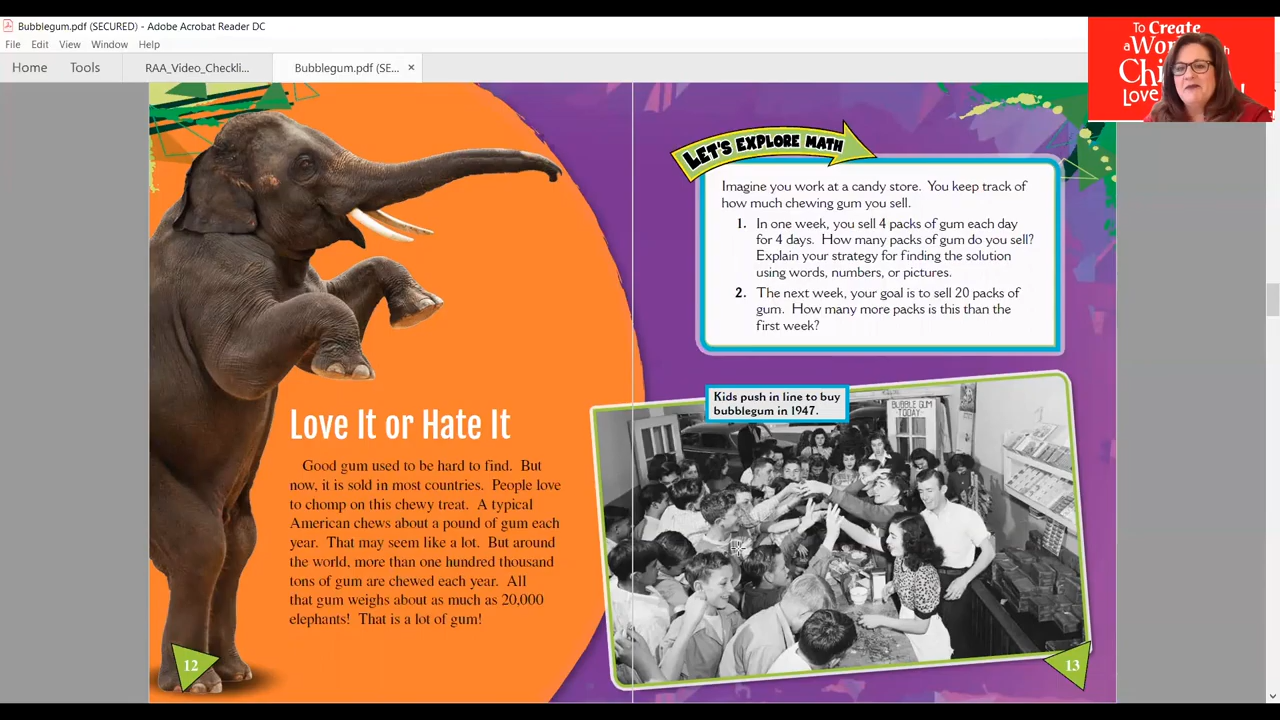 Bubblegum.pdf (SECURED) - Adobe Acrobat Reader DC
File Edit View Window Help
Home Tools RAA_Video_Checkli... Bubblegum.pdf (SE... ×
To Create
a
Love
LET'S EXPLORE MATH
Imagine you work at a candy store. You keep track of
how much chewing gum you sell.
1. In one week, you sell 4 packs of gum each day
for 4 days. How many packs of gum do you sell?
Explain your strategy for finding the solution
using words, numbers, or pictures.
2. The next week, your goal is to sell 20 packs of
gum. How many more packs is this than the
first week?
Kids push in line to buy
bubblegum in 1947.
BUBBLE GUM
TODAY
Love It or Hate It
Good gum used to be hard to find. But
now, it is sold in most countries. People love
to chomp on this chewy treat. A typical
American chews about a pound of gum each
year. That may seem like a lot. But around
the world, more than one hundred thousand
tons of gum are chewed each year. All
that gum weighs about as much as 20,000
elephants! That is a lot of gum!
12
13